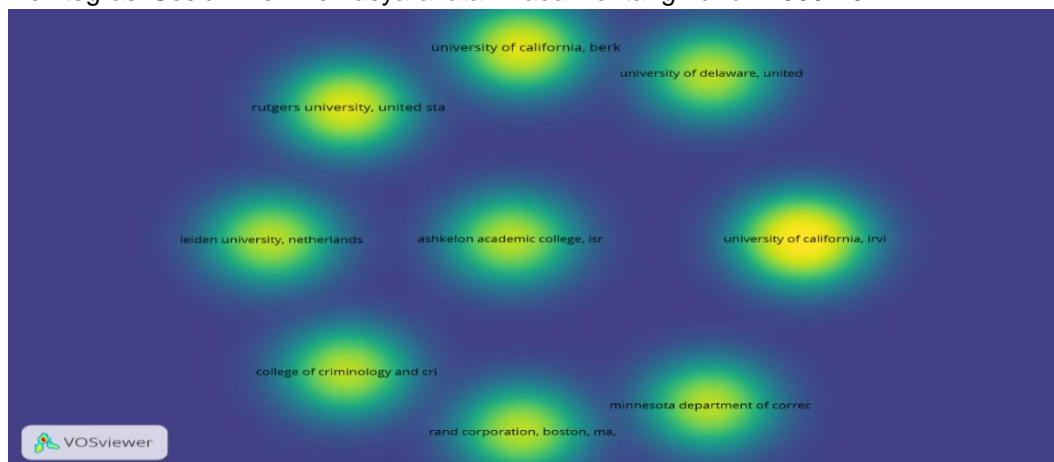 university of california, berk
university of delaware, united
rutgers university, united sta
leiden university, netherlands
ashkelon academic college, isr
university of california, irvi
college of criminology and cri
minnesota department of correc
rand corporation, boston, ma,
VOSviewer